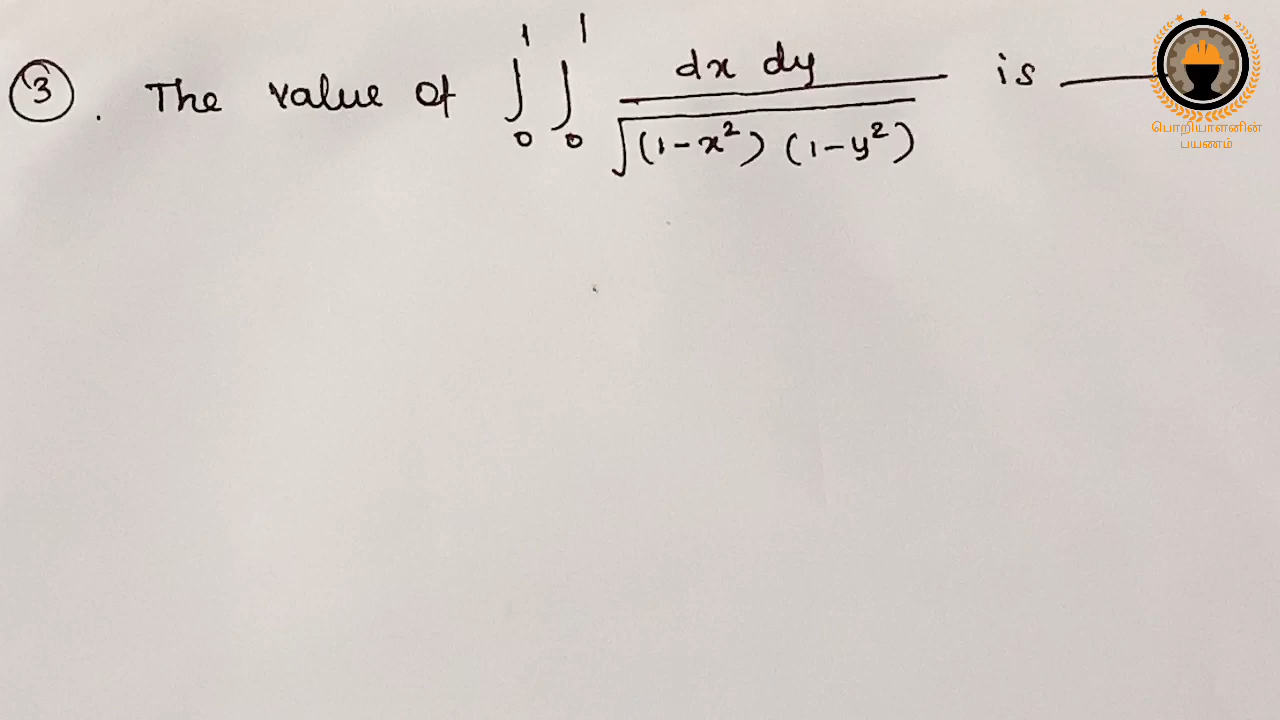 ③. The value of ∫₀¹ ∫₀¹ dx dy / √((1-x²) (1-y²)) is ____
பொறியாளனின்
பயணம்